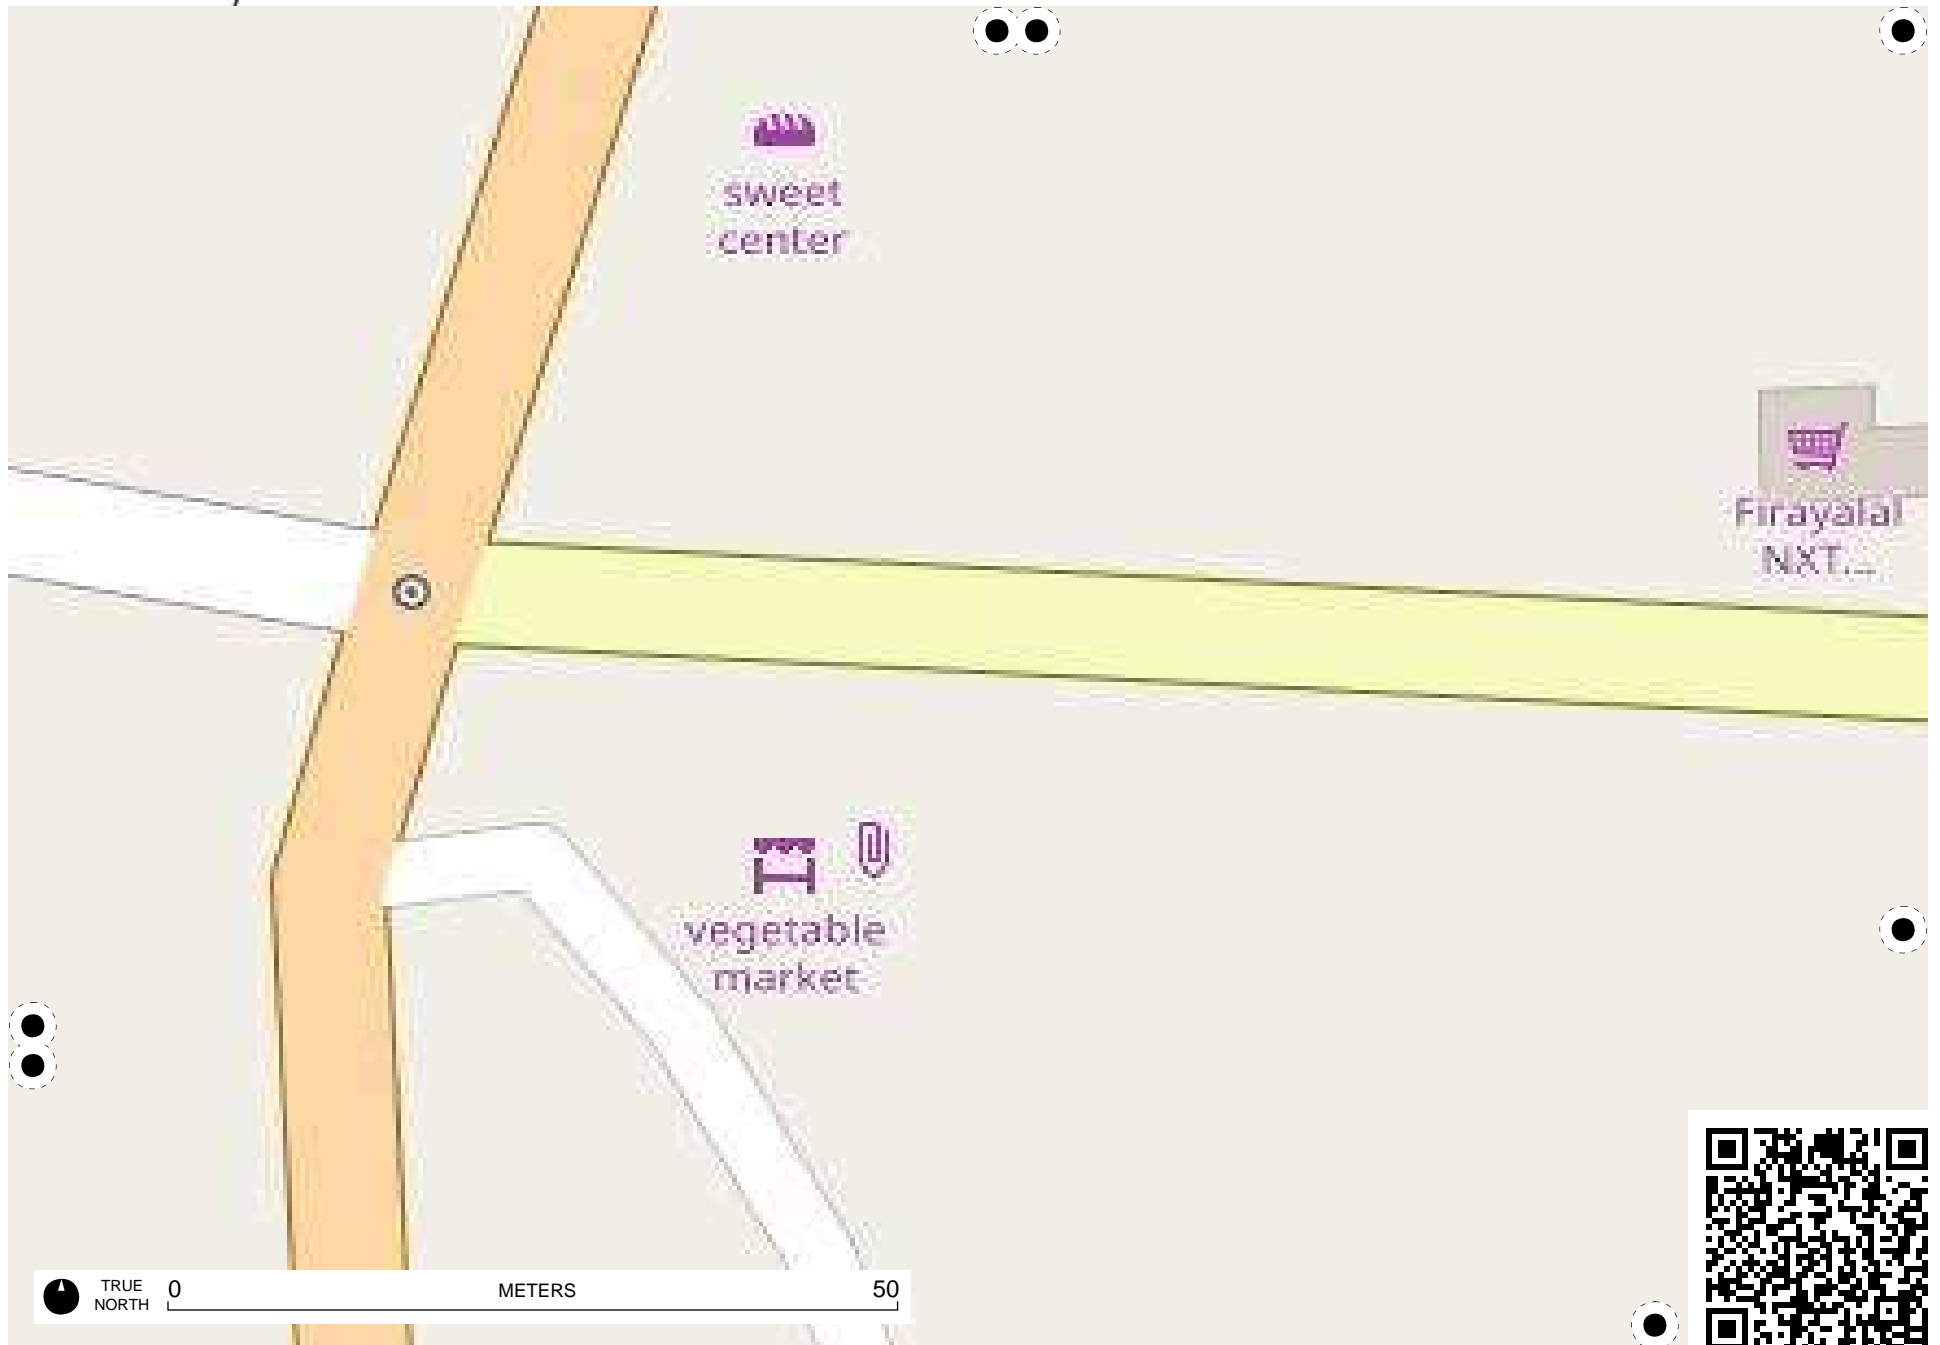 sweet
center
Firayalal
NXT...
vegetable
market
TRUE
NORTH
0 METERS 50